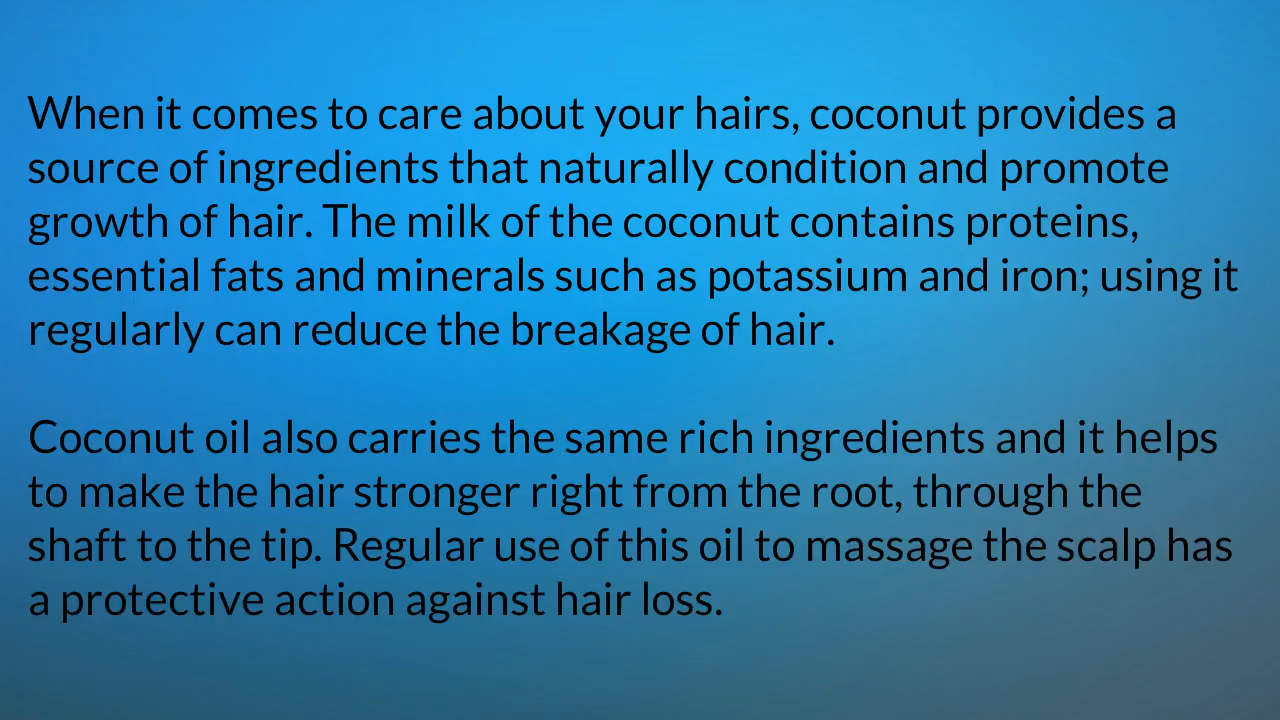 When it comes to care about your hairs, coconut provides a
source of ingredients that naturally condition and promote
growth of hair. The milk of the coconut contains proteins,
essential fats and minerals such as potassium and iron; using it
regularly can reduce the breakage of hair.
Coconut oil also carries the same rich ingredients and it helps
to make the hair stronger right from the root, through the
shaft to the tip. Regular use of this oil to massage the scalp has
a protective action against hair loss.